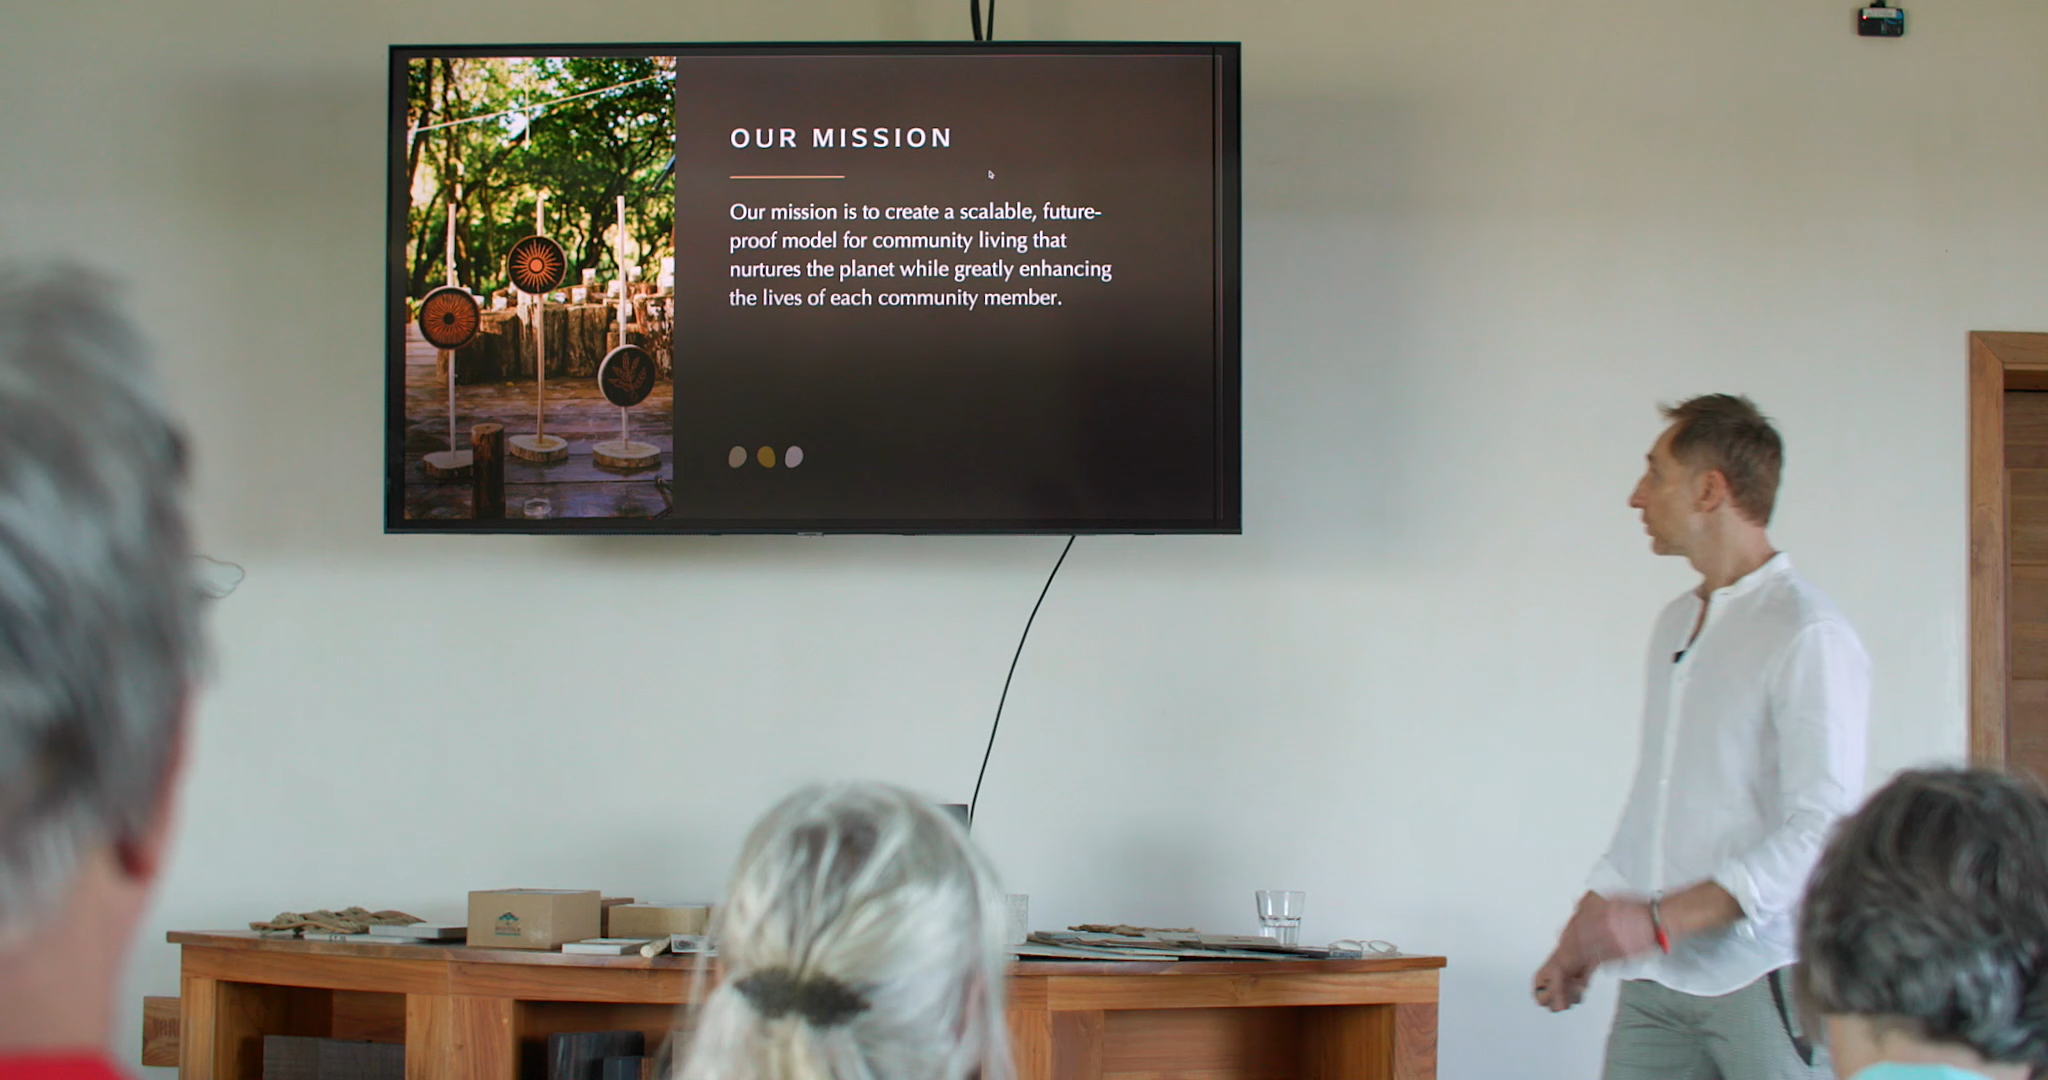 OUR MISSION
Our mission is to create a scalable, future-
proof model for community living that
nurtures the planet while greatly enhancing
the lives of each community member.